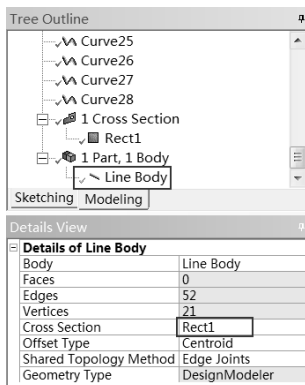 Tree Outline
Curve25
Curve26
Curve27
Curve28
1 Cross Section
Rect1
1 Part, 1 Body
Line Body
Sketching Modeling
Details View
Details of Line Body
Body Line Body
Faces 0
Edges 52
Vertices 21
Cross Section Rect1
Offset Type Centroid
Shared Topology Method Edge Joints
Geometry Type DesignModeler